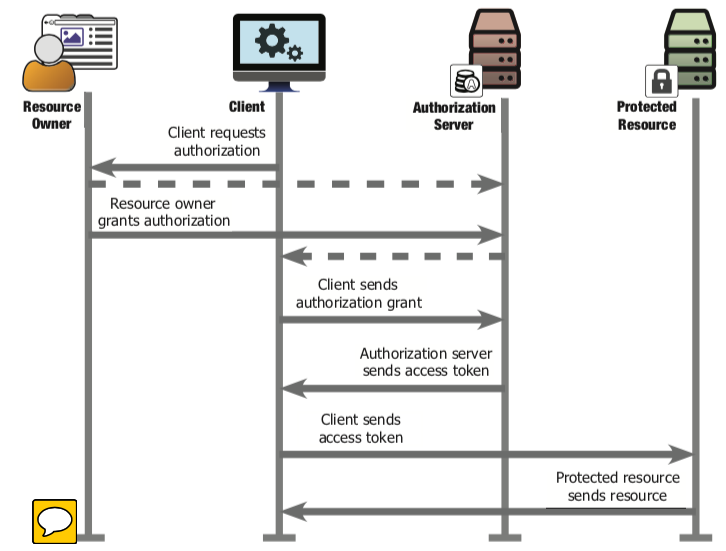 Resource
Owner
Client
Authorization
Server
Protected
Resource
Client requests
authorization
Resource owner
grants authorization
Client sends
authorization grant
Authorization server
sends access token
Client sends
access token
Protected resource
sends resource